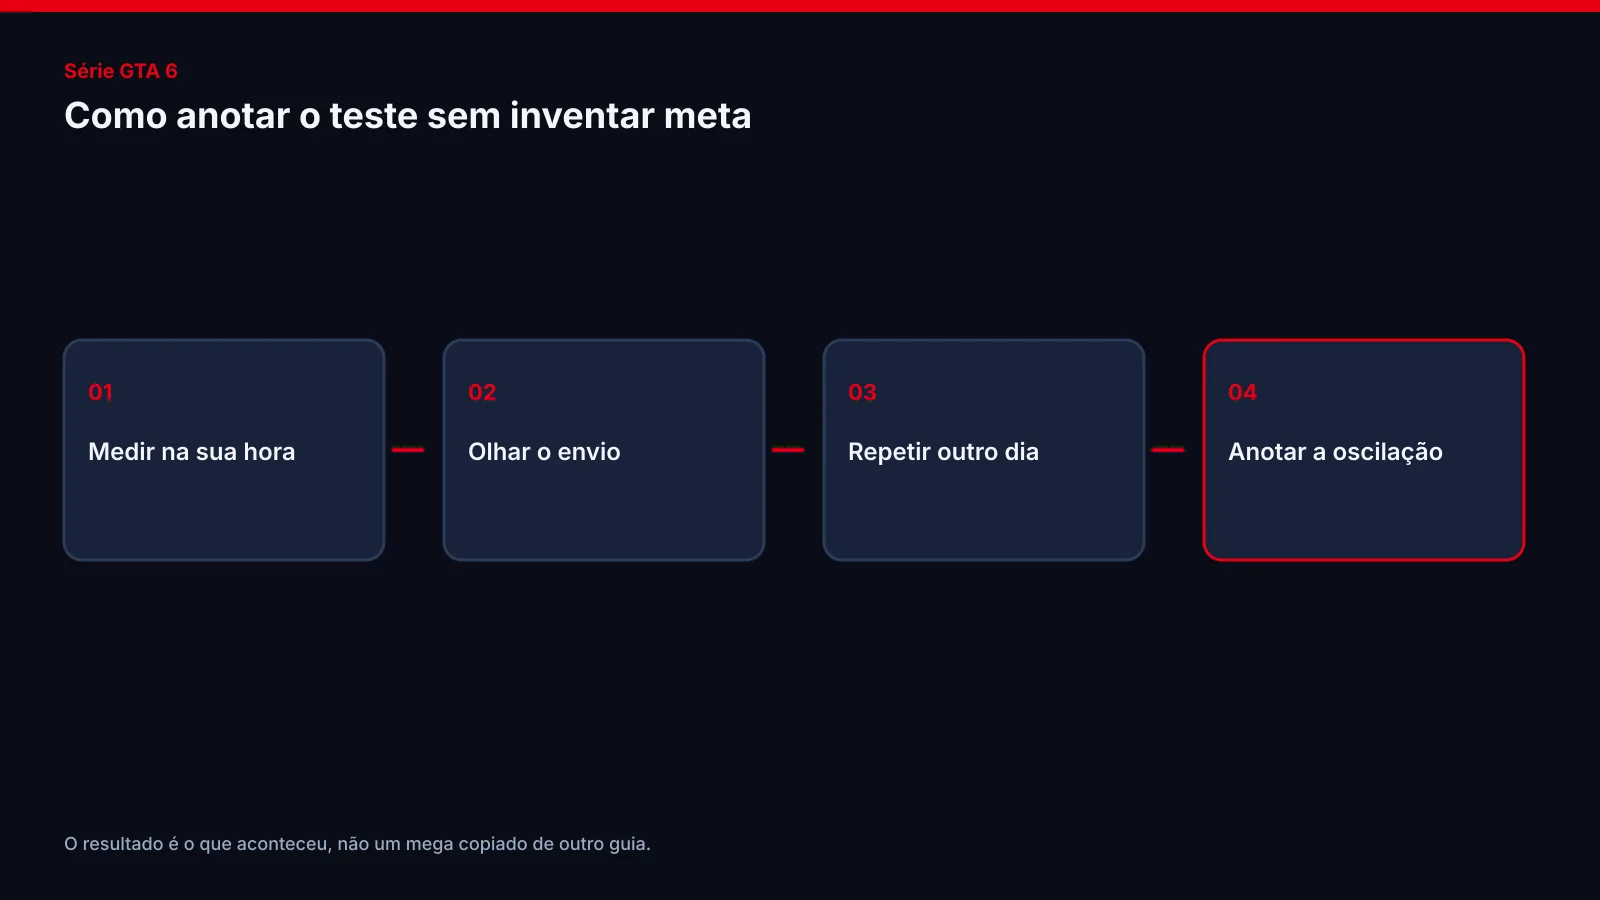 Série GTA 6
Como anotar o teste sem inventar meta
01
Medir na sua hora
02
Olhar o envio
03
Repetir outro dia
04
Anotar a oscilação
O resultado é o que aconteceu, não um mega copiado de outro guia.